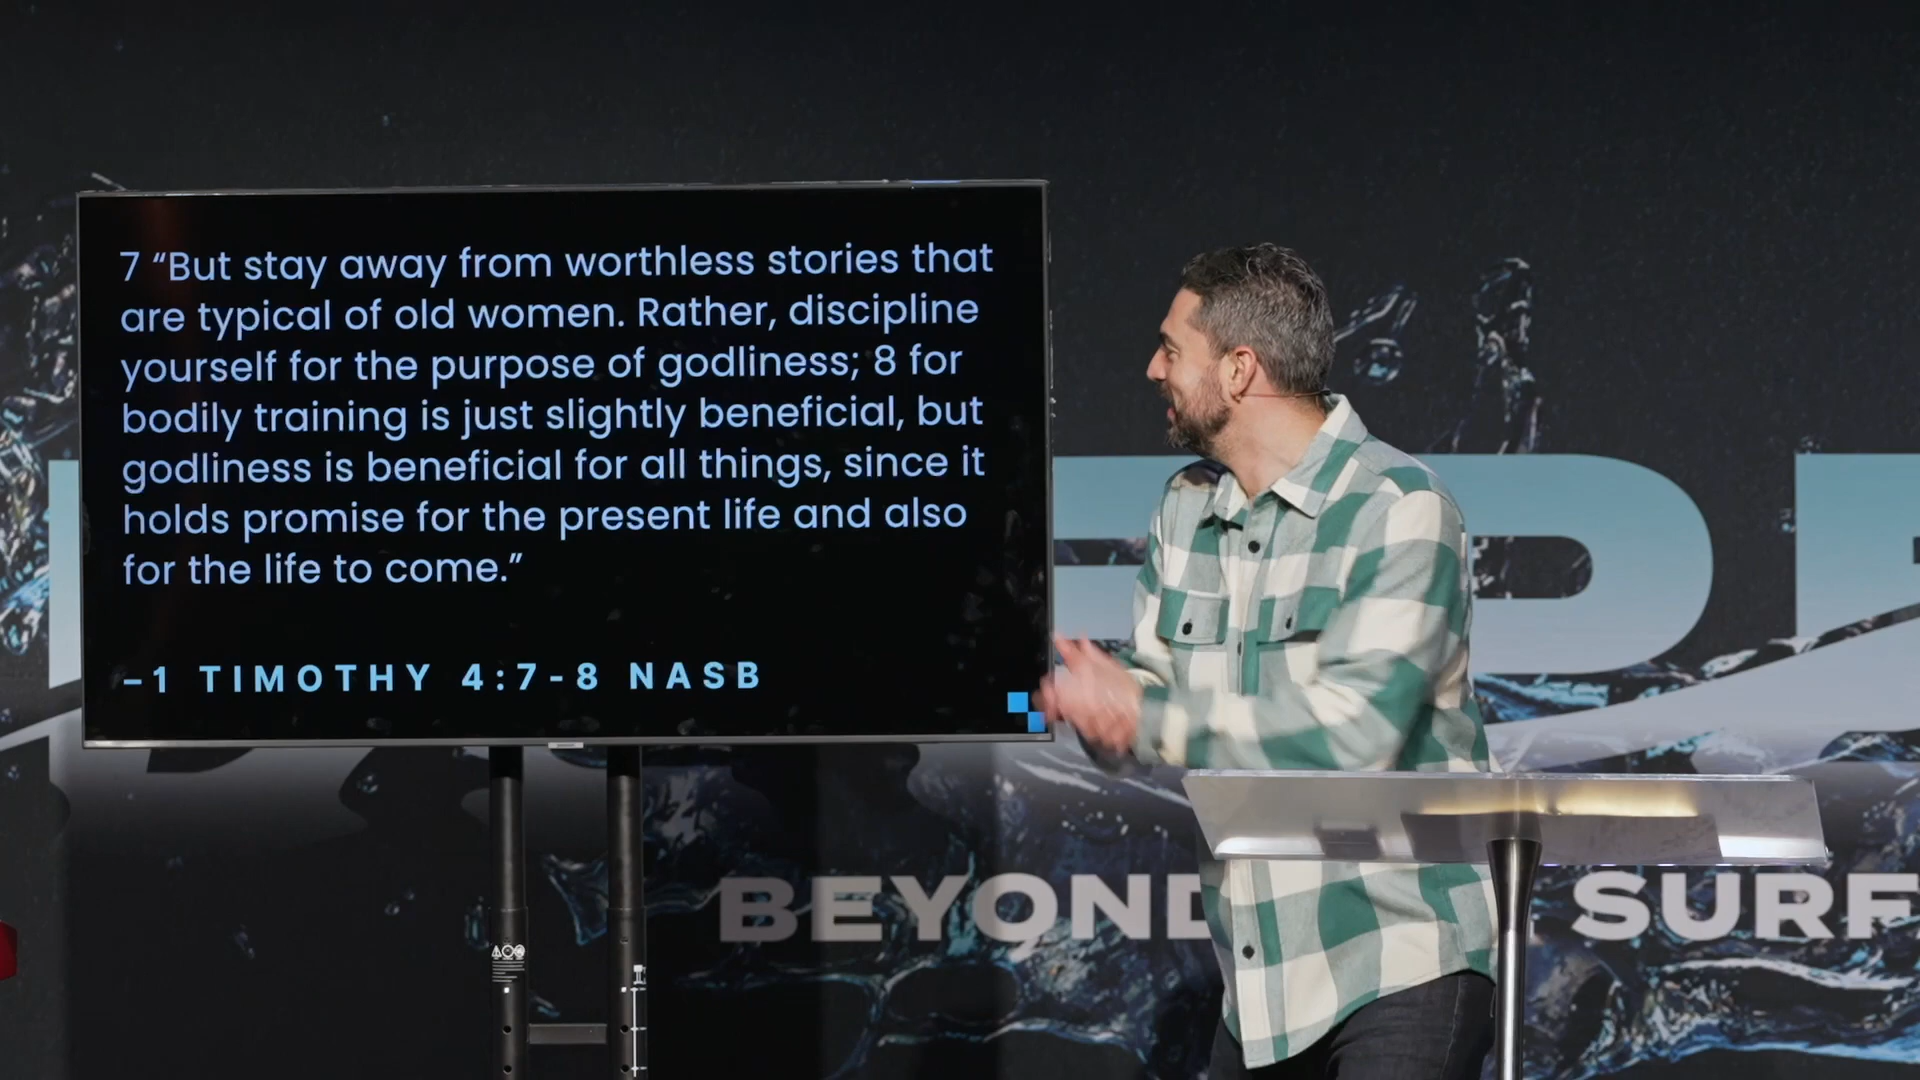 7 “But stay away from worthless stories that
are typical of old women. Rather, discipline
yourself for the purpose of godliness; 8 for
bodily training is just slightly beneficial, but
godliness is beneficial for all things, since it
holds promise for the present life and also
for the life to come.”
–1 TIMOTHY 4:7-8 NASB
BEYOND SURF